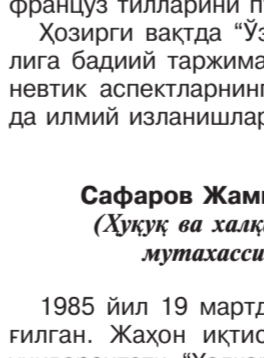 француз тилларини
Ҳозирги вақтда “Ўз
лига бадиий таржима
невтик аспектларнинг
да илмий изланишлар
Сафаров Жам
(Ҳуқуқ ва халқ
мутахасси
1985 йил 19 март
ғилган. Жаҳон иқтис